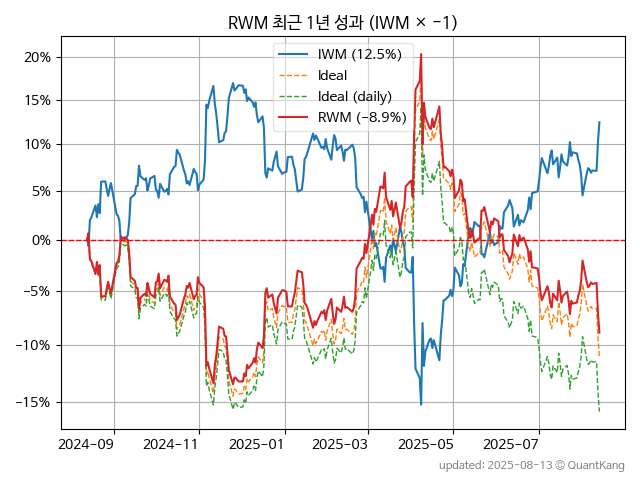 RWM 최근 1년 성과 (IWM × -1)
IWM (12.5%)
Ideal
Ideal (daily)
RWM (-8.9%)
20%
15%
10%
5%
0%
-5%
-10%
-15%
2024-09 2024-11 2025-01 2025-03 2025-05 2025-07
updated: 2025-08-13 ⓒ QuantKang